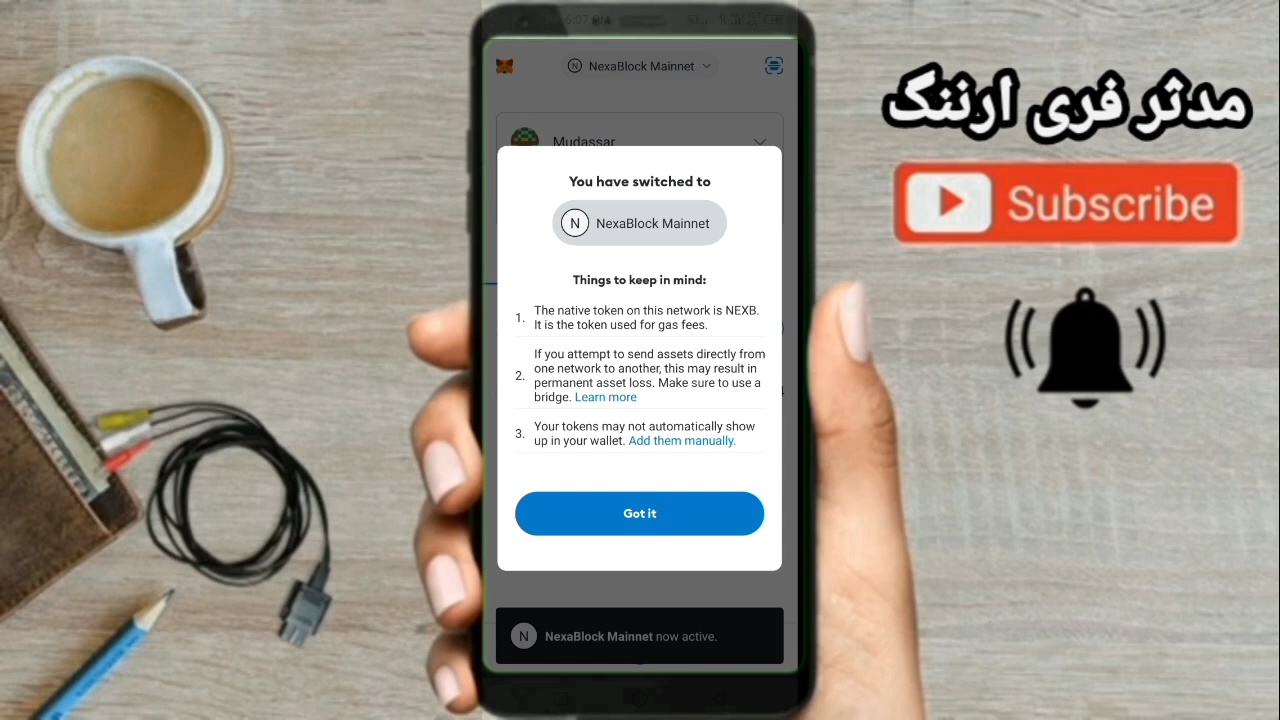 6:07
NexaBlock Mainnet
Mudassar
You have switched to
N NexaBlock Mainnet
Things to keep in mind:
1. The native token on this network is NEXB.
It is the token used for gas fees.
2. If you attempt to send assets directly from
one network to another, this may result in
permanent asset loss. Make sure to use a
bridge. Learn more
3. Your tokens may not automatically show
up in your wallet. Add them manually.
Got it
N NexaBlock Mainnet now active.
مدثر فری ارننگ
Subscribe